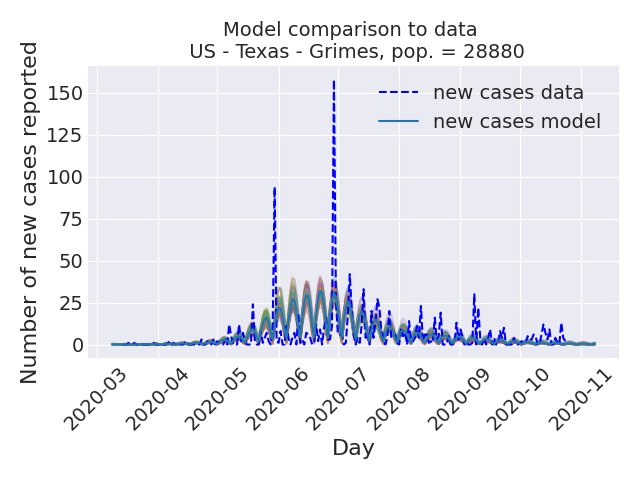 Model comparison to data
US - Texas - Grimes, pop. = 28880
Number of new cases reported
150
125
100
75
50
25
0
new cases data
new cases model
2020-03
2020-04
2020-05
2020-06
2020-07
2020-08
2020-09
2020-10
2020-11
Day